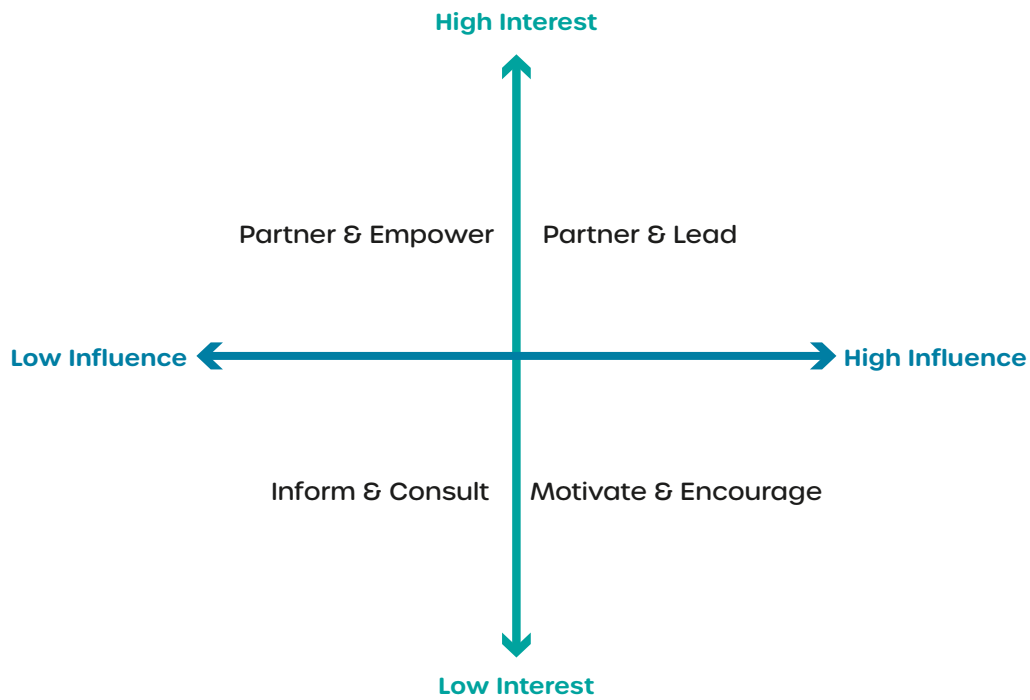 High Interest
Partner & Empower
Partner & Lead
Low Influence
High Influence
Inform & Consult
Motivate & Encourage
Low Interest